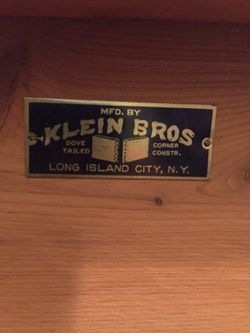 MFD. BY
KLEIN BROS
DOVE TAILED
CORNER CONSTR.
LONG ISLAND CITY, N.Y.